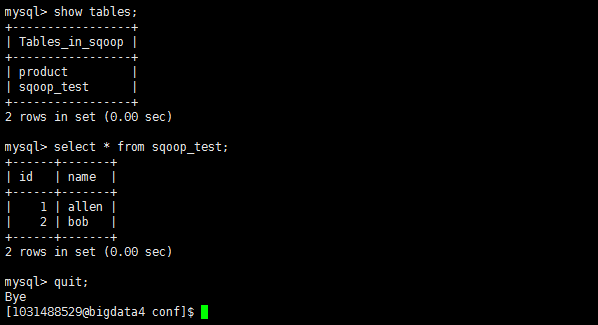 mysql> show tables;
+-----------------+
| Tables_in_sqoop |
+-----------------+
| product         |
| sqoop_test      |
+-----------------+
2 rows in set (0.00 sec)

mysql> select * from sqoop_test;
+------+-------+
| id   | name  |
+------+-------+
|    1 | allen |
|    2 | bob   |
+------+-------+
2 rows in set (0.00 sec)

mysql> quit;
Bye
[1031488529@bigdata4 conf]$